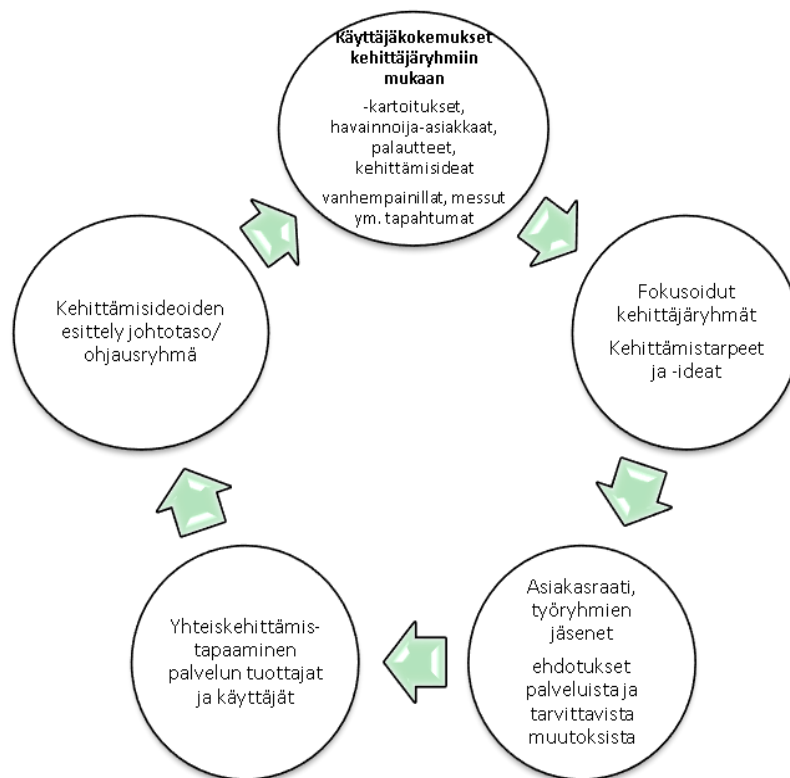 Käyttäjäkokemukset
kehittäjäryhmiin
mukaan
-kartoitukset,
havainnoija-asiakkaat,
palautteet,
kehittämisideat
vanhempainillat, messut
ym. tapahtumat
Fokusoidut
kehittäjäryhmät
Kehittämistarpeet
ja -ideat
Asiakasraati,
työryhmien
jäsenet
ehdotukset
palveluista ja
tarvittavista
muutoksista
Yhteiskehittämis-
tapaaminen
palvelun tuottajat
ja käyttäjät
Kehittämisideoiden
esittely johtotaso/
ohjausryhmä